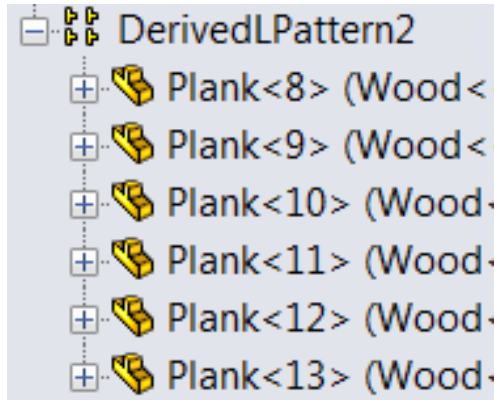 DerivedLPattern2
Plank<8> (Wood<
Plank<9> (Wood<
Plank<10> (Wood<
Plank<11> (Wood<
Plank<12> (Wood<
Plank<13> (Wood<